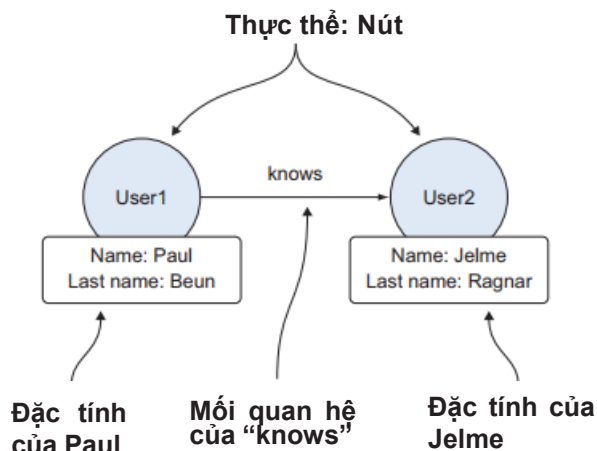 Thực thể: Nút
knows
User1
User2
Name: Paul
Last name: Beun
Name: Jelme
Last name: Ragnar
Đặc tính
của Paul
Mối quan hệ
của “knows”
Đặc tính của
Jelme